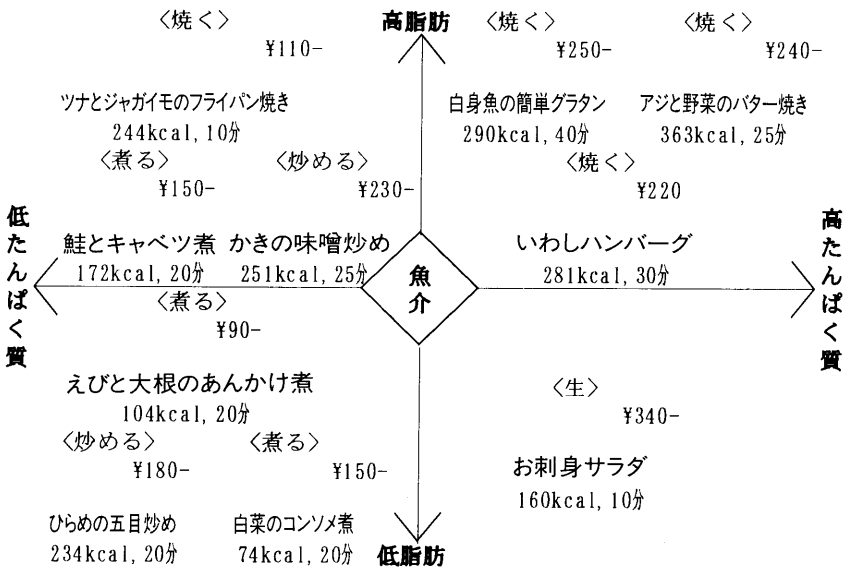 〈焼く〉
¥110-
ツナとジャガイモのフライパン焼き
244kcal, 10分
高脂肪
〈焼く〉
¥250-
白身魚の簡単グラタン
290kcal, 40分
〈焼く〉
¥240-
アジと野菜のバター焼き
363kcal, 25分
〈煮る〉
¥150-
鮭とキャベツ煮
172kcal, 20分
〈炒める〉
¥230-
かきの味噌炒め
251kcal, 25分
〈焼く〉
¥220
いわしハンバーグ
281kcal, 30分
低たんぱく質
魚介
高たんぱく質
〈煮る〉
¥90-
えびと大根のあんかけ煮
104kcal, 20分
〈生〉
¥340-
お刺身サラダ
160kcal, 10分
〈炒める〉
¥180-
ひらめの五目炒め
234kcal, 20分
〈煮る〉
¥150-
白菜のコンソメ煮
74kcal, 20分
低脂肪